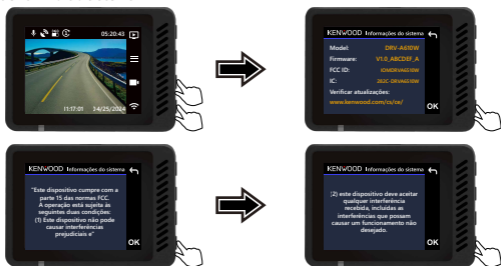 05:20:43
11:17:01 34/25/2024
KENWOOD Informações do sistema
Model: DRV-A610W
Firmware: V1.0_ABCDEF_A
FCC ID:
IC: 282C-DRVA6510W
Verificar atualizações:
www.kenwood.com/cs/ce/
OK
KENWOOD Informações do sistema
"Este dispositivo cumpre com a
parte 15 das normas FCC.
A operação está sujeita às
seguintes duas condições:
(1) Este dispositivo não pode
causar interferências
prejudiciais e"
OK
KENWOOD Informações do sistema
(2) este dispositivo deve aceitar
qualquer interferência
recebida, incluídas as
interferências que possam
causar um funcionamento não
desejado.
OK